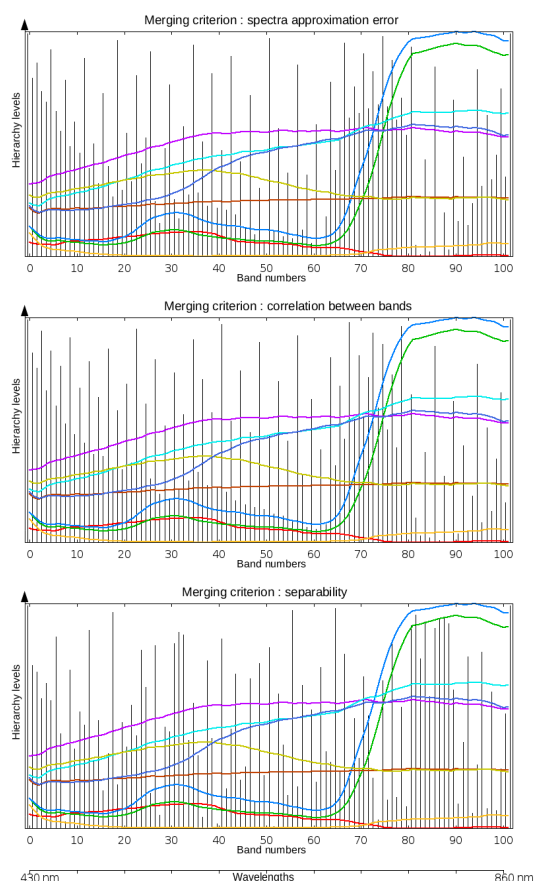 Merging criterion : spectra approximation error
Hierarchy levels
0 10 20 30 40 50 60 70 80 90 100
Band numbers
Merging criterion : correlation between bands
Hierarchy levels
0 10 20 30 40 50 60 70 80 90 100
Band numbers
Merging criterion : separability
Hierarchy levels
0 10 20 30 40 50 60 70 80 90 100
Band numbers
430 nm Wavelengths 860 nm